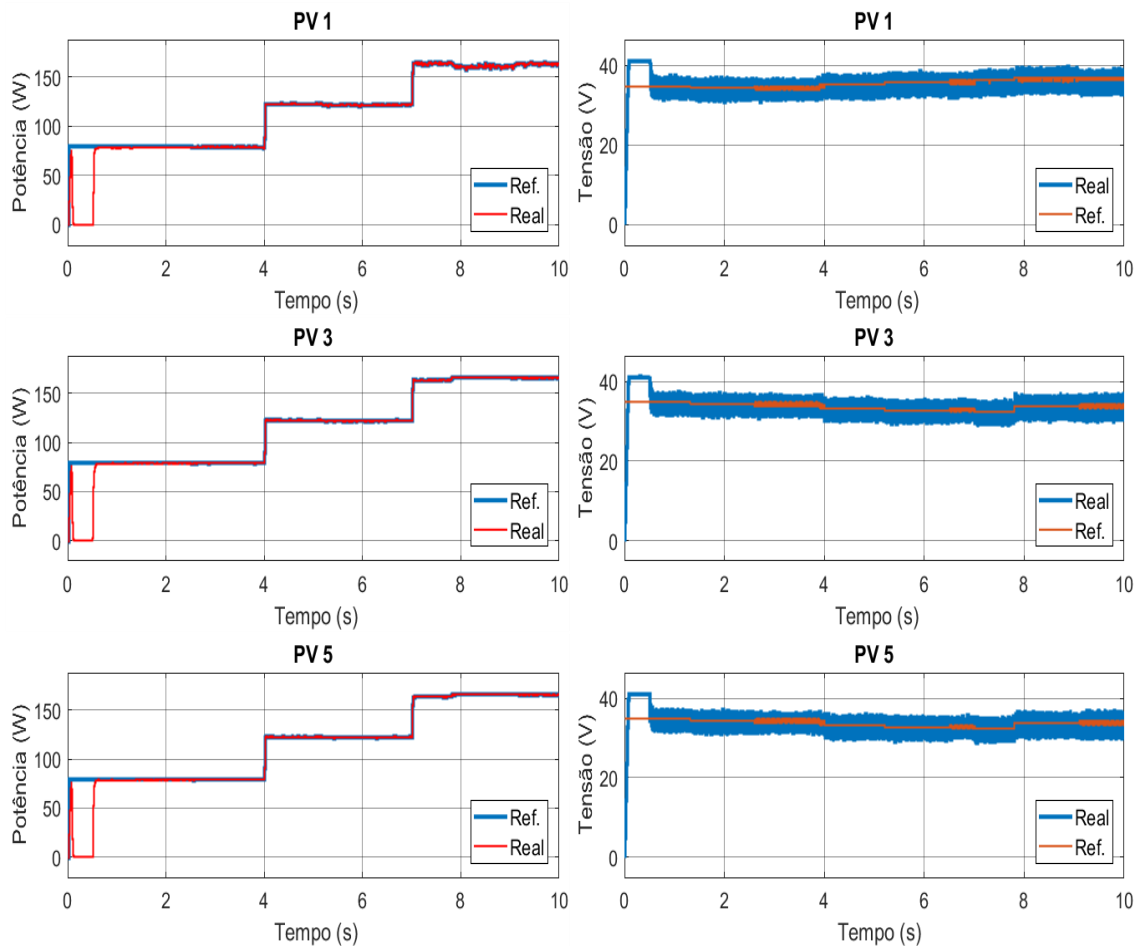 PV 1
Potência (W)
150
100
50
0
Ref.
Real
0 2 4 6 8 10
Tempo (s)
PV 1
Tensão (V)
40
20
0
Real
Ref.
0 2 4 6 8 10
Tempo (s)
PV 3
Potência (W)
150
100
50
0
Ref.
Real
0 2 4 6 8 10
Tempo (s)
PV 3
Tensão (V)
40
20
0
Real
Ref.
0 2 4 6 8 10
Tempo (s)
PV 5
Potência (W)
150
100
50
0
Ref.
Real
0 2 4 6 8 10
Tempo (s)
PV 5
Tensão (V)
40
20
0
Real
Ref.
0 2 4 6 8 10
Tempo (s)